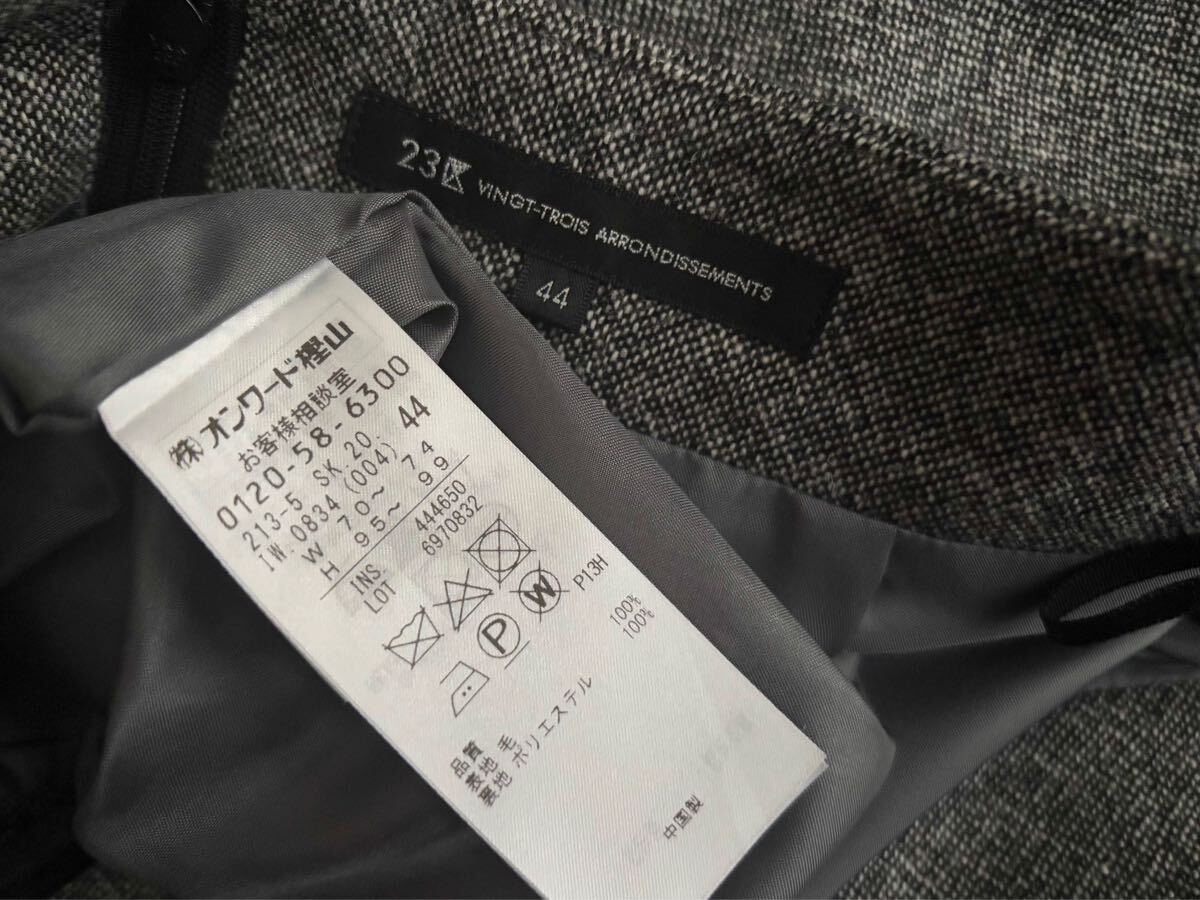 23区 VINGT-TROIS ARRONDISSEMENTS
44
㈱オンワード樫山
お客様相談室
0120-58-6300
213-5 SK.20. 44
IW.0834 (004)
W 70～ 74
H 95～ 99
INS. 444650
LOT 6970832
P W P13H
品質
表地 毛 100%
裏地 ポリエステル 100%
中国製